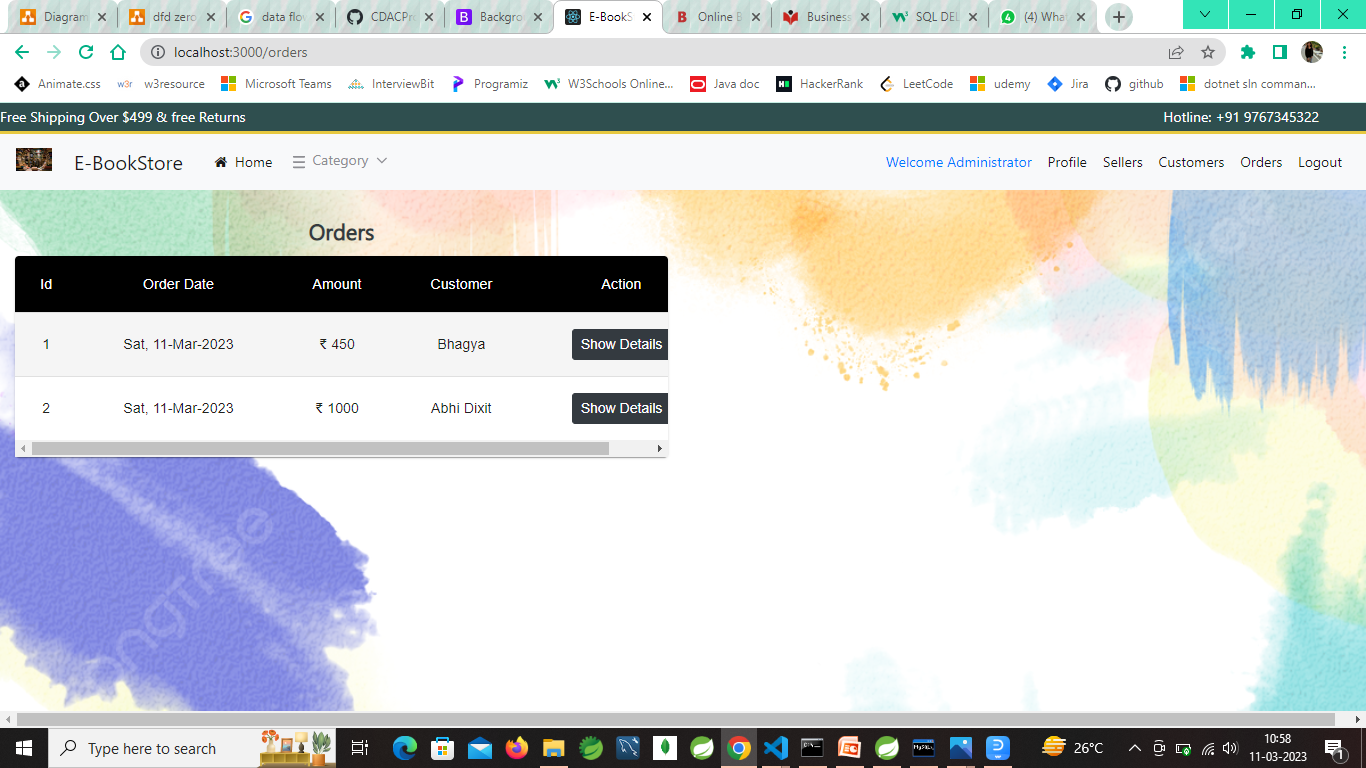 Diagram dfd zero data flow CDACPr Backgro E-BookS Online B Business SQL DEL (4) What
localhost:3000/orders
Animate.css w3r w3resource Microsoft Teams InterviewBit Programiz W3Schools Online... Java doc HackerRank LeetCode udemy Jira github dotnet sln comman...
Free Shipping Over $499 & free Returns Hotline: +91 9767345322
E-BookStore Home Category Welcome Administrator Profile Sellers Customers Orders Logout
Orders
Id Order Date Amount Customer Action
1 Sat, 11-Mar-2023 ₹ 450 Bhagya Show Details
2 Sat, 11-Mar-2023 ₹ 1000 Abhi Dixit Show Details
Type here to search 26°C 10:58
11-03-2023 1